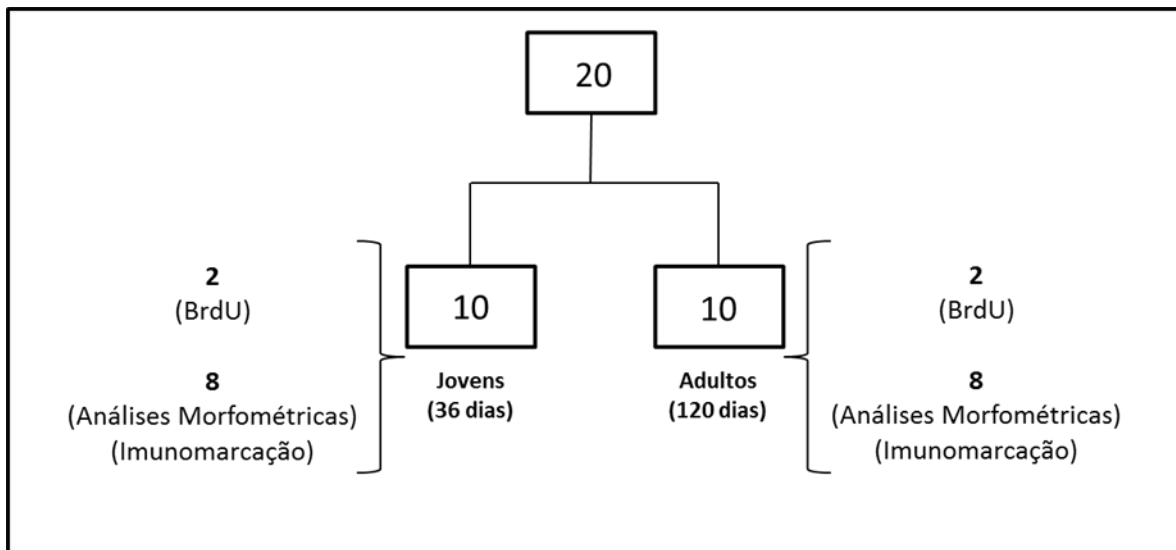 20
2
(BrdU)
8
(Análises Morfométricas)
(Imunomarcação)
10
Jovens
(36 dias)
10
Adultos
(120 dias)
2
(BrdU)
8
(Análises Morfométricas)
(Imunomarcação)